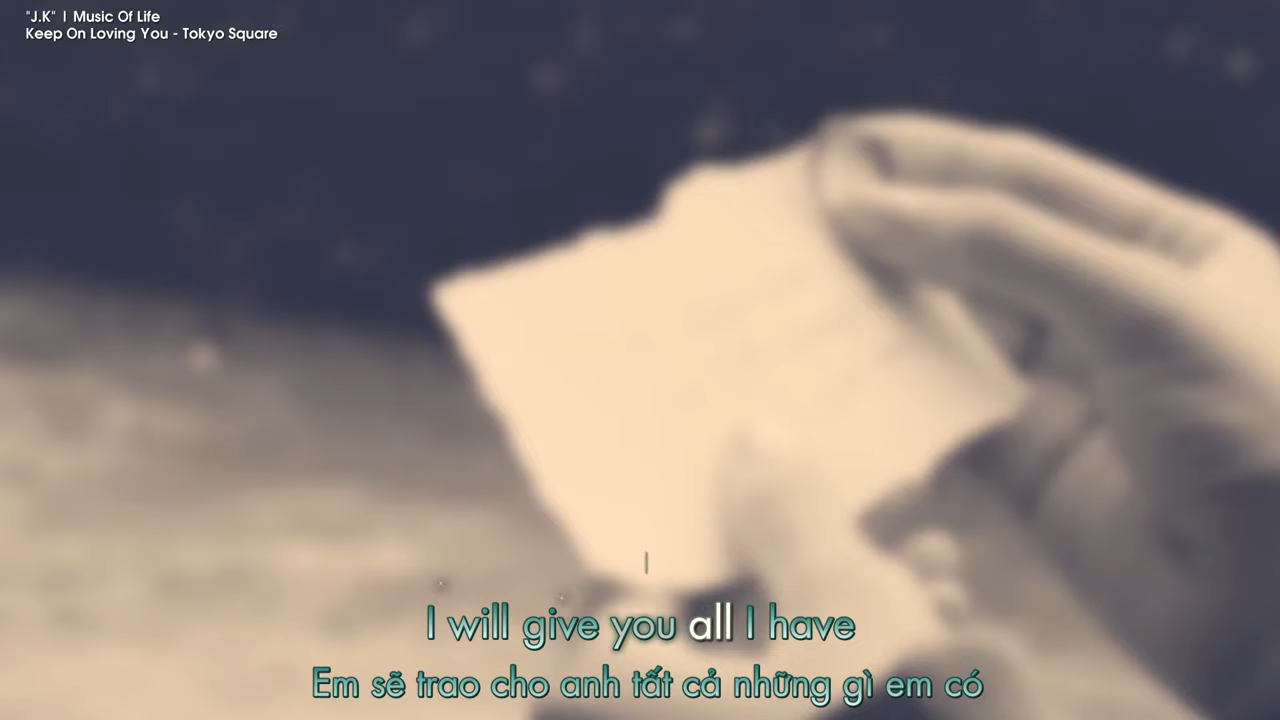 "J.K" | Music Of Life
Keep On Loving You - Tokyo Square
I will give you all I have
Em sẽ trao cho anh tất cả những gì em có